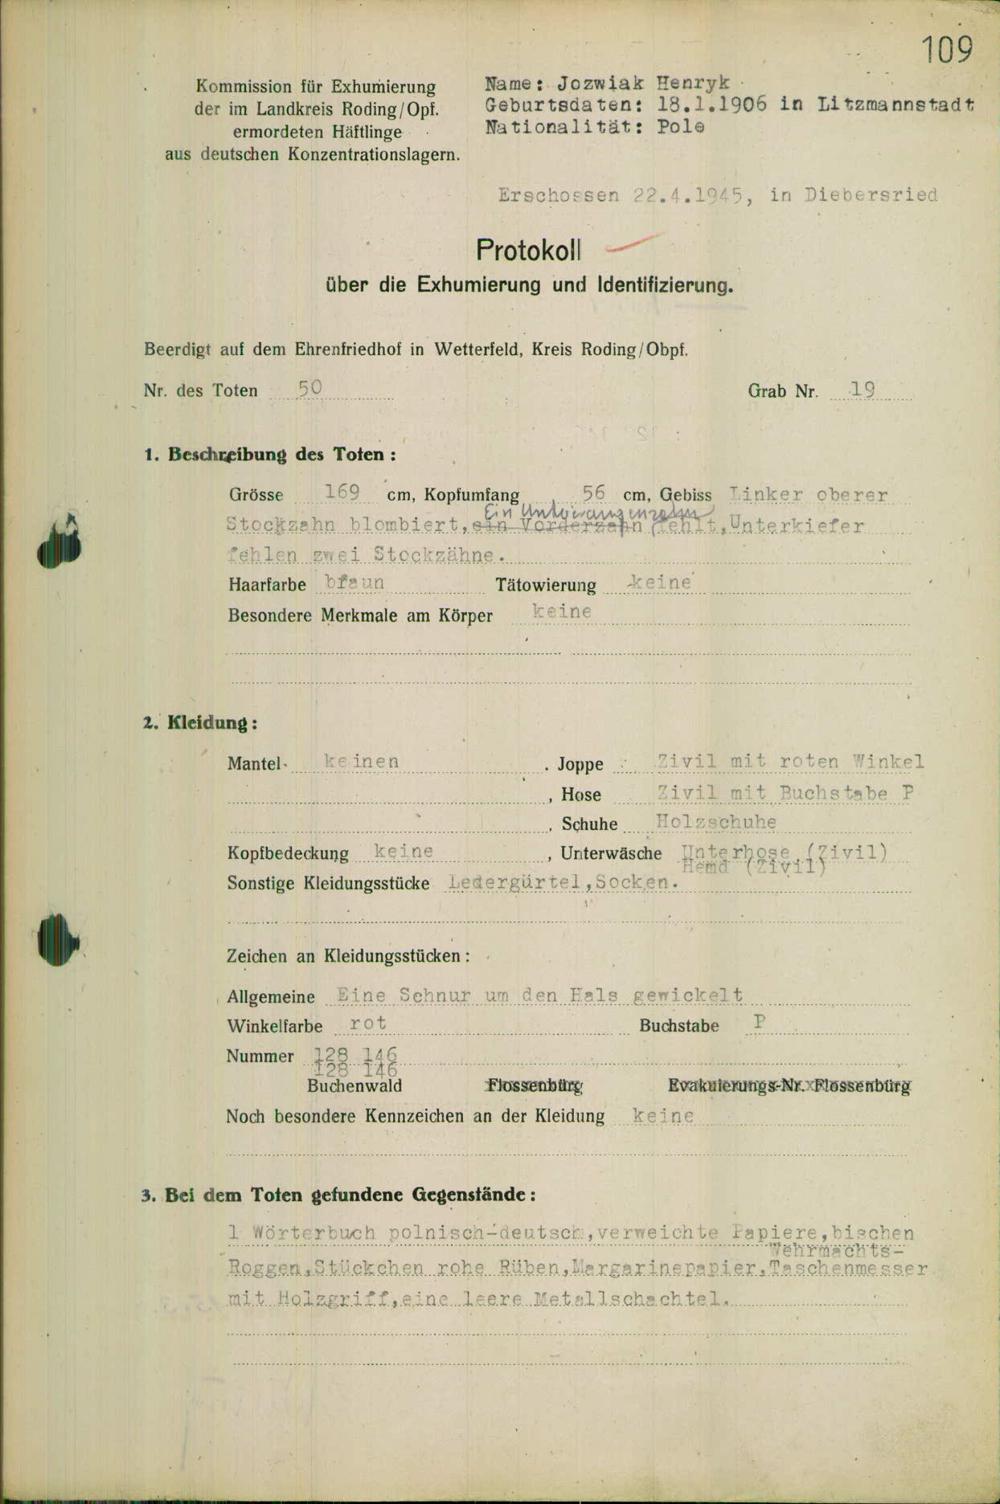 109
Kommission für Exhumierung
der im Landkreis Roding/Opf.
ermordeten Häftlinge
aus deutschen Konzentrationslagern.
Name: Jozwiak Henryk
Geburtsdaten: 18.1.1906 in Litzmannstadt
Nationalität: Pole
Erschossen 22.4.1945, in Diebersried
Protokoll
über die Exhumierung und Identifizierung.
Beerdigt auf dem Ehrenfriedhof in Wetterfeld, Kreis Roding/Obpf.
Nr. des Toten 50 Grab Nr. 19
1. Beschreibung des Toten:
Grösse 169 cm, Kopfumfang 56 cm, Gebiss Linker oberer
Ein
Stockzahn blombiert, ein Vorderzahn fehlt, Unterkiefer
fehlen zwei Stockzähne.
Haarfarbe braun Tätowierung keine
Besondere Merkmale am Körper keine
2. Kleidung:
Mantel keinen , Joppe Zivil mit roten Winkel
, Hose Zivil mit Buchstabe P
, Schuhe Holzschuhe
Kopfbedeckung keine , Unterwäsche Unterhose (Zivil)
Hemd (Zivil)
Sonstige Kleidungsstücke Ledergürtel, Socken.
Zeichen an Kleidungsstücken:
Allgemeine Eine Schnur um den Hals gewickelt
Winkelfarbe rot Buchstabe P
Nummer 128 146
128 146
Buchenwald Flossenbürg Evakuierungs-Nr. Flossenbürg
Noch besondere Kennzeichen an der Kleidung keine
3. Bei dem Toten gefundene Gegenstände:
1 Wörterbuch polnisch-deutsch, verweichte Papiere, bischen
Wehrmachts-
Roggen, Stückchen rohe Rüben, Margarinepapier, Taschenmesser
mit Holzgriff, eine leere Metallschachtel.